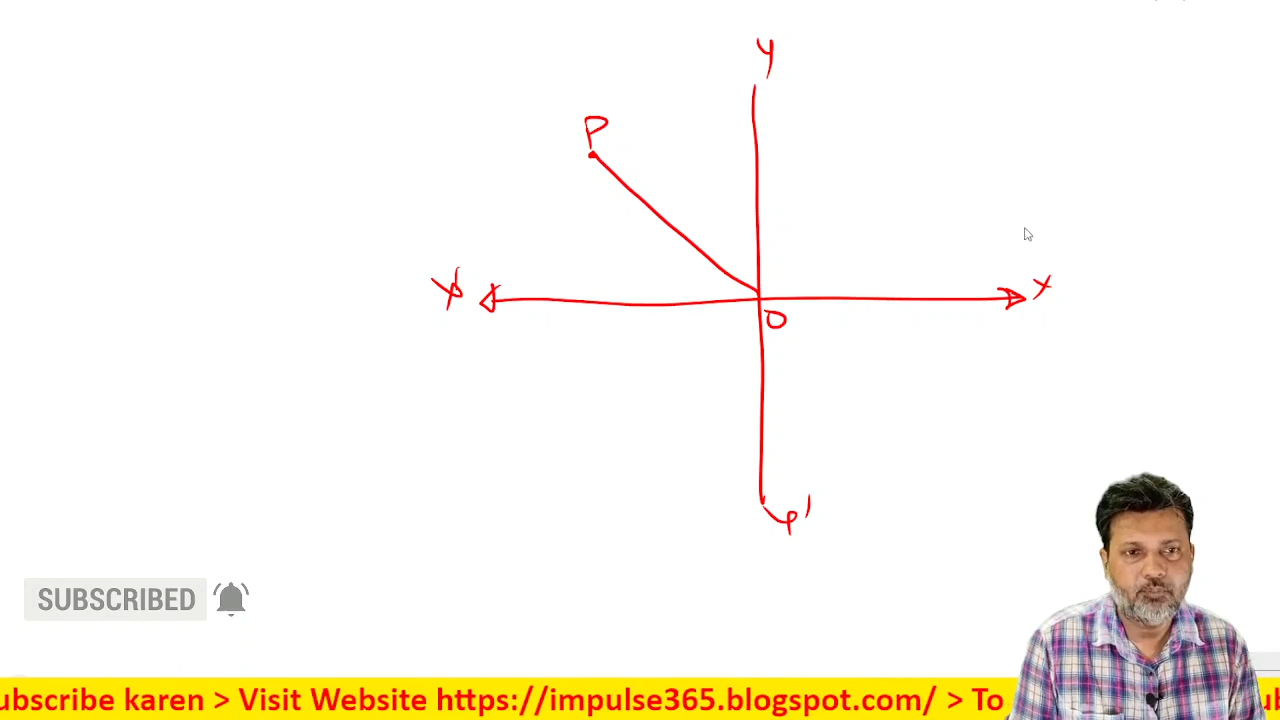 y
P
x'
x
O
y'
SUBSCRIBED
ubscribe karen > Visit Website https://impulse365.blogspot.com/ > To